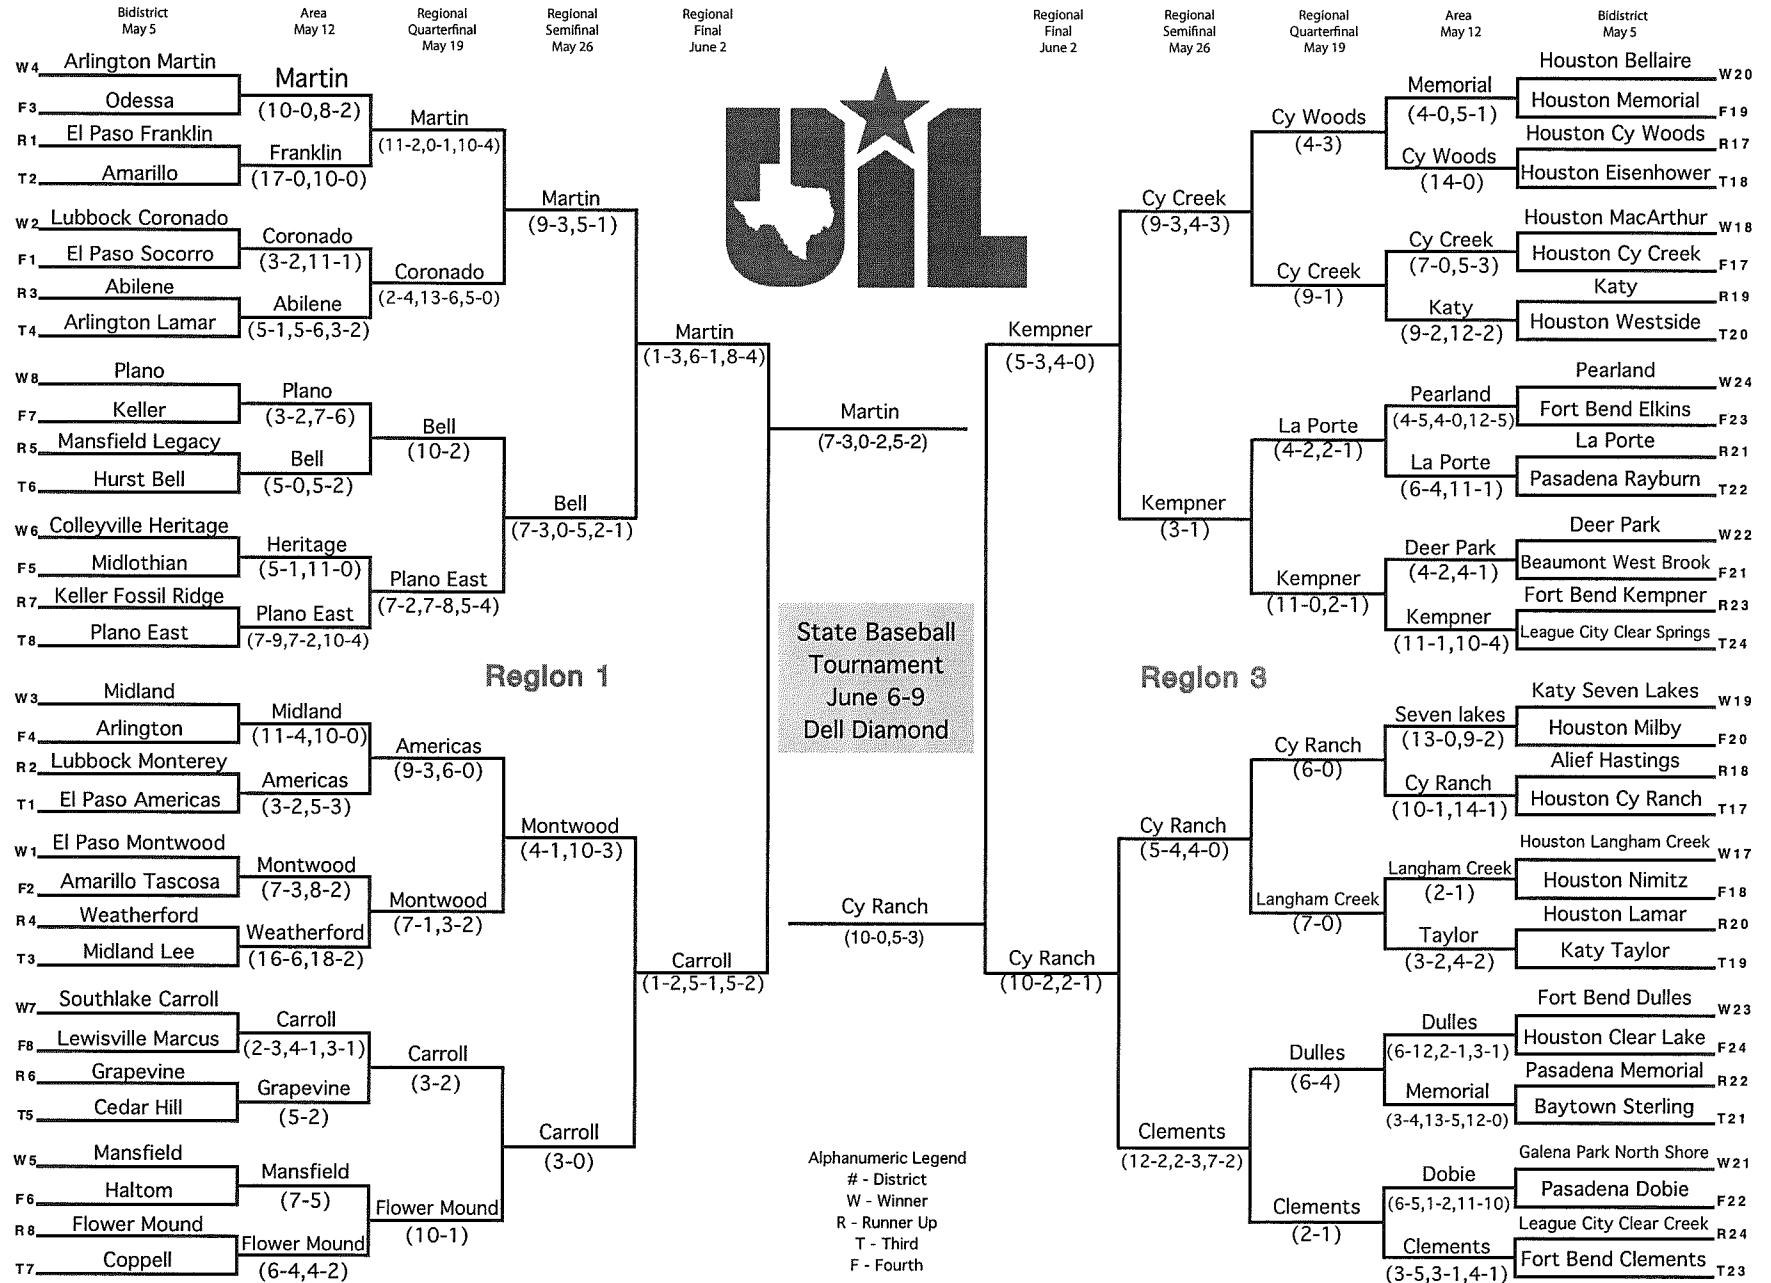 Bidistrict
May 5
Area
May 12
Regional
Quarterfinal
May 19
Regional
Semifinal
May 26
Regional
Final
June 2
Regional
Final
June 2
Regional
Semifinal
May 26
Regional
Quarterfinal
May 19
Area
May 12
Bidistrict
May 5
W4 Arlington Martin
F3 Odessa
R1 El Paso Franklin
T2 Amarillo
W2 Lubbock Coronado
F1 El Paso Socorro
R3 Abilene
T4 Arlington Lamar
W8 Plano
F7 Keller
R5 Mansfield Legacy
T6 Hurst Bell
W6 Colleyville Heritage
F5 Midlothian
R7 Keller Fossil Ridge
T8 Plano East
W3 Midland
F4 Arlington
R2 Lubbock Monterey
T1 El Paso Americas
W1 El Paso Montwood
F2 Amarillo Tascosa
R4 Weatherford
T3 Midland Lee
W7 Southlake Carroll
F8 Lewisville Marcus
R6 Grapevine
T5 Cedar Hill
W5 Mansfield
F6 Haltom
R8 Flower Mound
T7 Coppell
Martin
(10-0,8-2)
Franklin
(17-0,10-0)
Coronado
(3-2,11-1)
Abilene
(5-1,5-6,3-2)
Plano
(3-2,7-6)
Bell
(5-0,5-2)
Heritage
(5-1,11-0)
Plano East
(7-9,7-2,10-4)
Midland
(11-4,10-0)
Americas
(3-2,5-3)
Montwood
(7-3,8-2)
Weatherford
(16-6,18-2)
Carroll
(2-3,4-1,3-1)
Grapevine
(5-2)
Mansfield
(7-5)
Flower Mound
(6-4,4-2)
Martin
(11-2,0-1,10-4)
Coronado
(2-4,13-6,5-0)
Bell
(10-2)
Plano East
(7-2,7-8,5-4)
Americas
(9-3,6-0)
Montwood
(7-1,3-2)
Carroll
(3-2)
Flower Mound
(10-1)
Martin
(9-3,5-1)
Bell
(7-3,0-5,2-1)
Region 1
Montwood
(4-1,10-3)
Carroll
(3-0)
Martin
(1-3,6-1,8-4)
Carroll
(1-2,5-1,5-2)
UIL
Martin
(7-3,0-2,5-2)
State Baseball
Tournament
June 6-9
Dell Diamond
Cy Ranch
(10-0,5-3)
Alphanumeric Legend
# - District
W - Winner
R - Runner Up
T - Third
F - Fourth
Kempner
(5-3,4-0)
Cy Ranch
(10-2,2-1)
Cy Creek
(9-3,4-3)
Kempner
(3-1)
Region 3
Cy Ranch
(5-4,4-0)
Clements
(12-2,2-3,7-2)
Cy Woods
(4-3)
Cy Creek
(9-1)
La Porte
(4-2,2-1)
Kempner
(11-0,2-1)
Cy Ranch
(6-0)
Langham Creek
(7-0)
Dulles
(6-4)
Clements
(2-1)
Memorial
(4-0,5-1)
Cy Woods
(14-0)
Cy Creek
(7-0,5-3)
Katy
(9-2,12-2)
Pearland
(4-5,4-0,12-5)
La Porte
(6-4,11-1)
Deer Park
(4-2,4-1)
Kempner
(11-1,10-4)
Seven lakes
(13-0,9-2)
Cy Ranch
(10-1,14-1)
Langham Creek
(2-1)
Taylor
(3-2,4-2)
Dulles
(6-12,2-1,3-1)
Memorial
(3-4,13-5,12-0)
Dobie
(6-5,1-2,11-10)
Clements
(3-5,3-1,4-1)
Houston Bellaire W20
Houston Memorial F19
Houston Cy Woods R17
Houston Eisenhower T18
Houston MacArthur W18
Houston Cy Creek F17
Katy R19
Houston Westside T20
Pearland W24
Fort Bend Elkins F23
La Porte R21
Pasadena Rayburn T22
Deer Park W22
Beaumont West Brook F21
Fort Bend Kempner R23
League City Clear Springs T24
Katy Seven Lakes W19
Houston Milby F20
Alief Hastings R18
Houston Cy Ranch T17
Houston Langham Creek W17
Houston Nimitz F18
Houston Lamar R20
Katy Taylor T19
Fort Bend Dulles W23
Houston Clear Lake F24
Pasadena Memorial R22
Baytown Sterling T21
Galena Park North Shore W21
Pasadena Dobie F22
League City Clear Creek R24
Fort Bend Clements T23